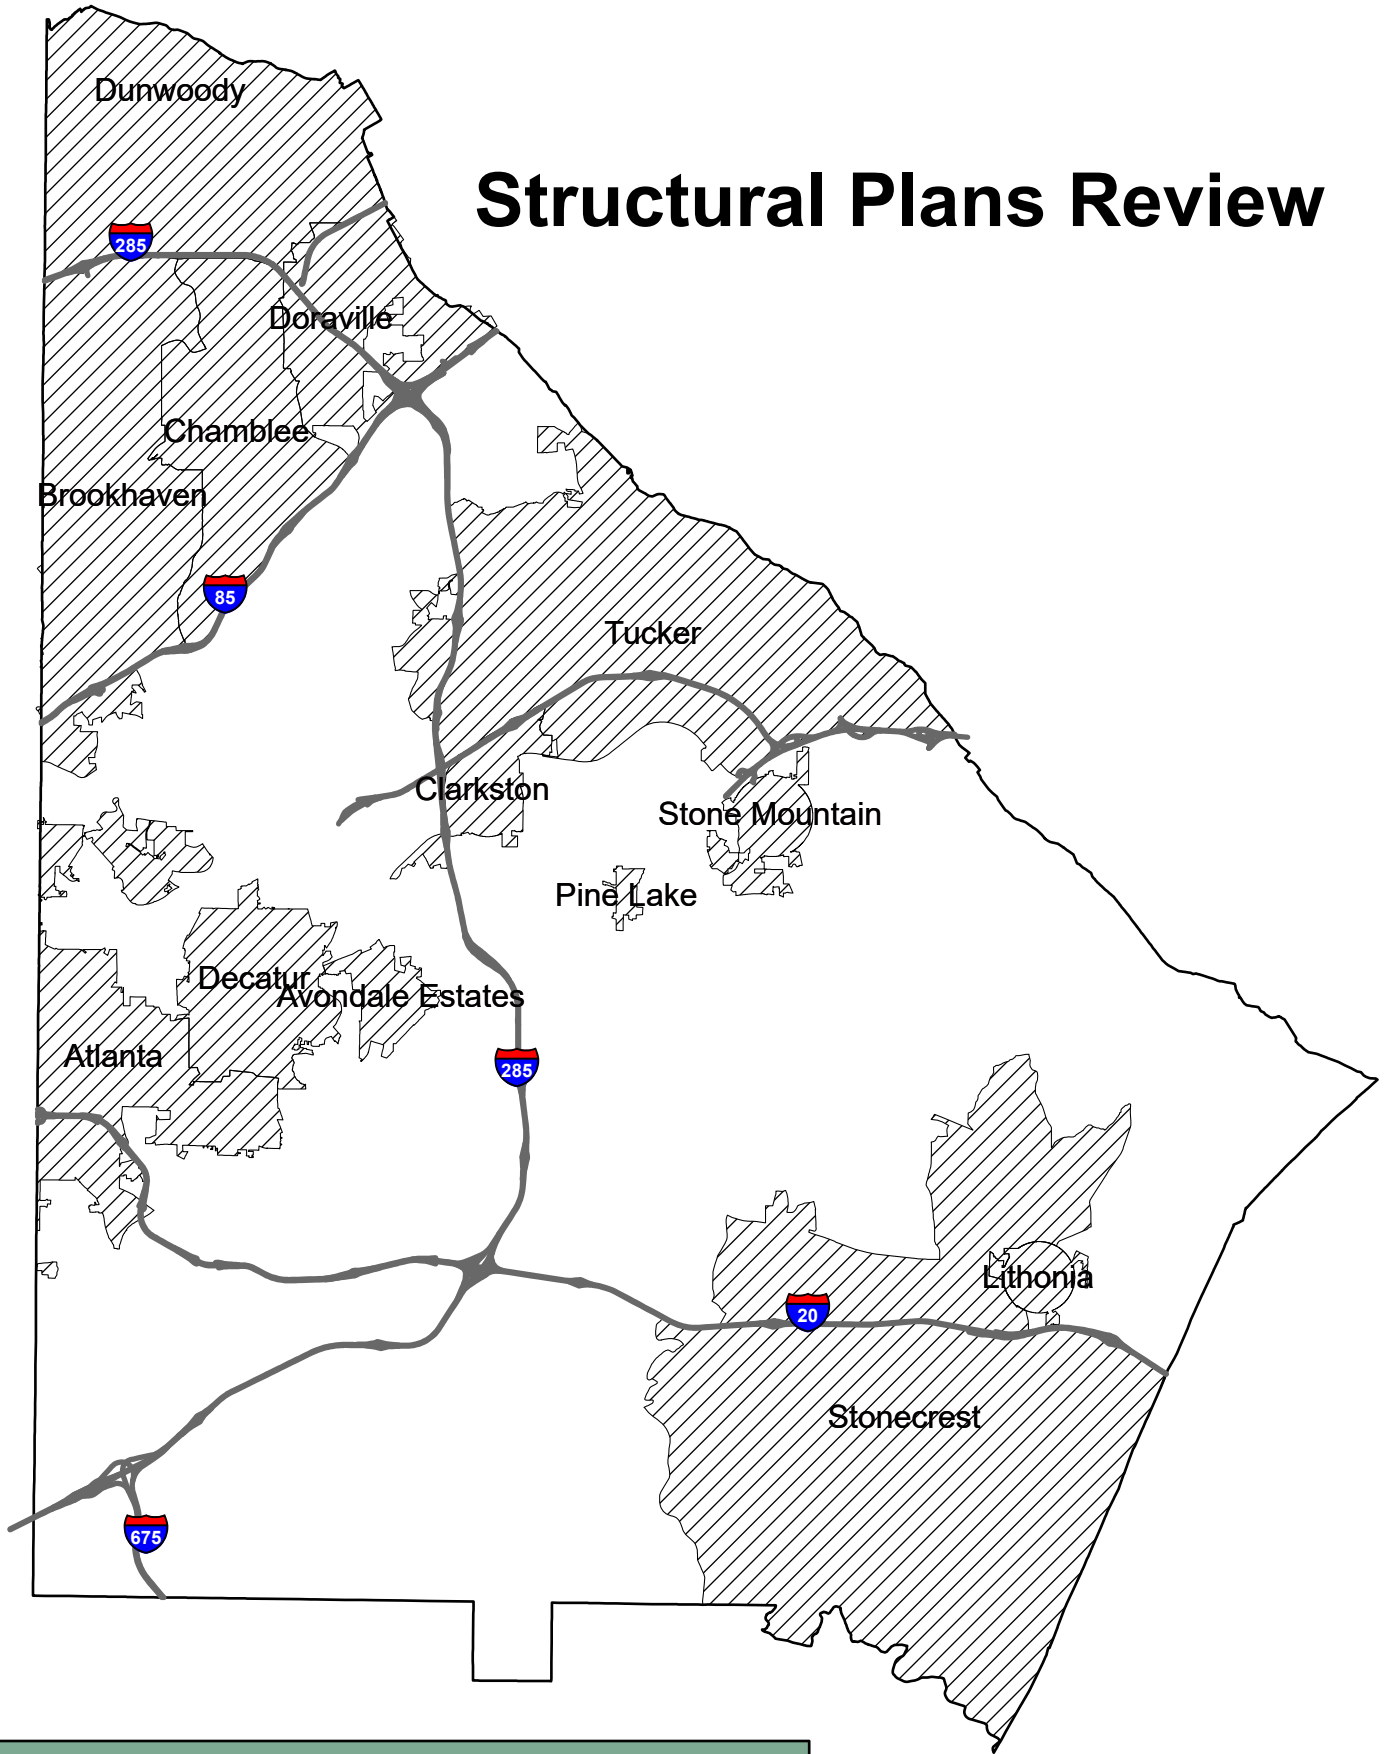 Dunwoody
Structural Plans Review
285
Doraville
Chamblee
Brookhaven
85
Tucker
Clarkston
Stone Mountain
Pine Lake
Decatur
Avondale Estates
Atlanta
285
Lithonia
20
Stonecrest
675